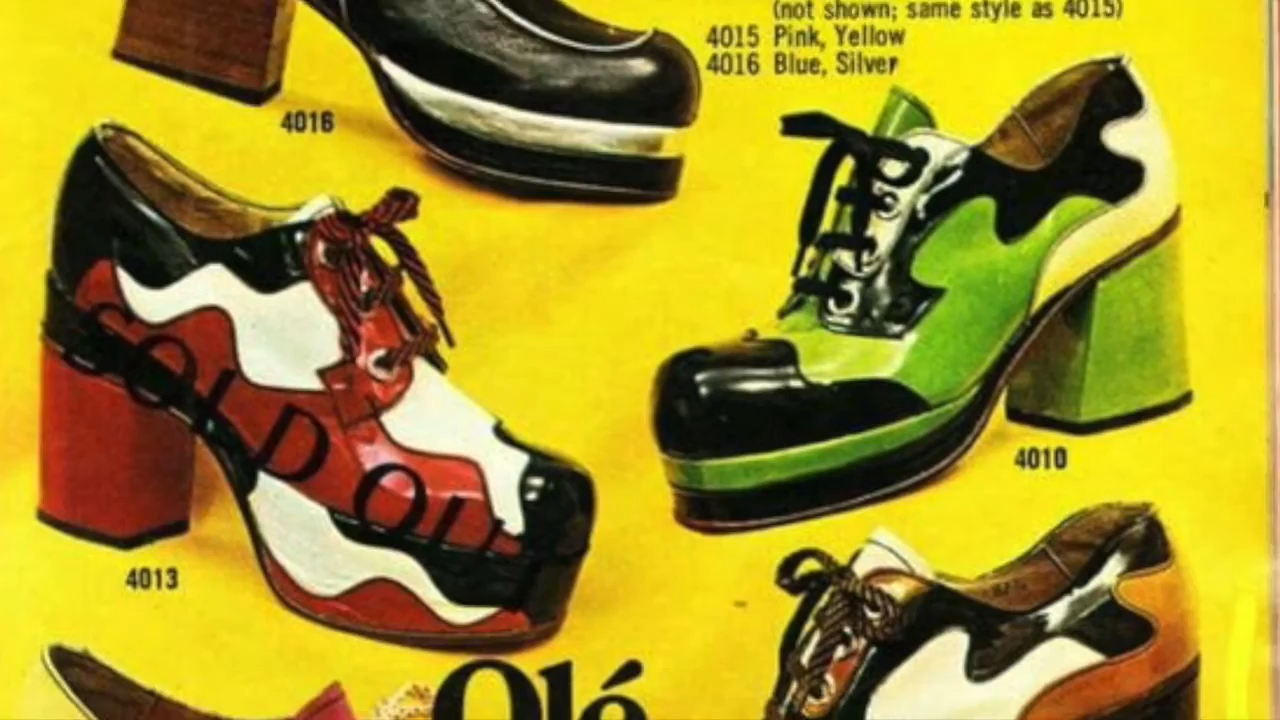 (not shown; same style as 4015)
4015 Pink, Yellow
4016 Blue, Silver
4016
SOLD OUT
4010
4013
Olé